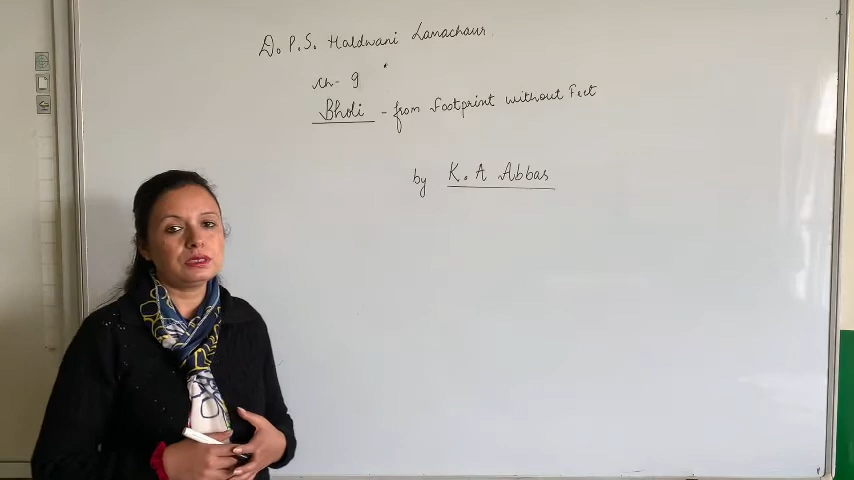 D. P.S. Haldwani Lamachaur.
Ch- 9
Bholi - from Footprint without Feet
by K. A Abbas